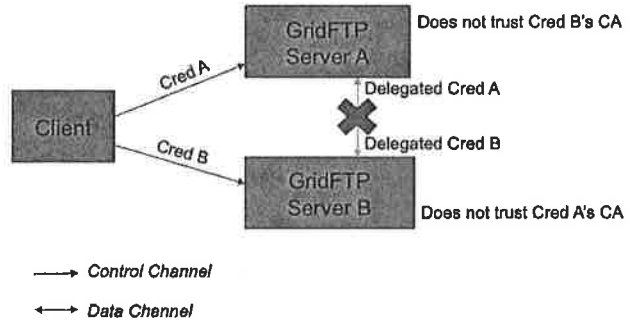 GridFTP
Server A
Does not trust Cred B's CA
Cred A
Delegated Cred A
Client
Delegated Cred B
Cred B
GridFTP
Server B
Does not trust Cred A's CA
Control Channel
Data Channel